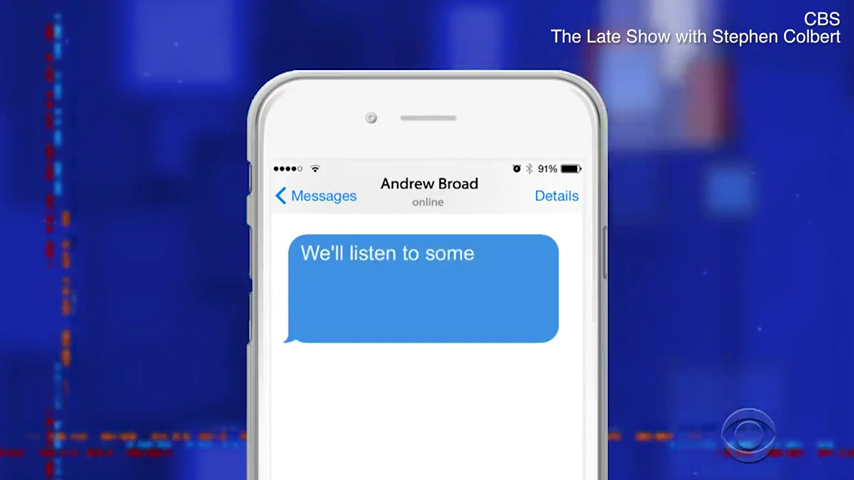 CBS
The Late Show with Stephen Colbert
91%
Messages
Andrew Broad
Details
online
We'll listen to some